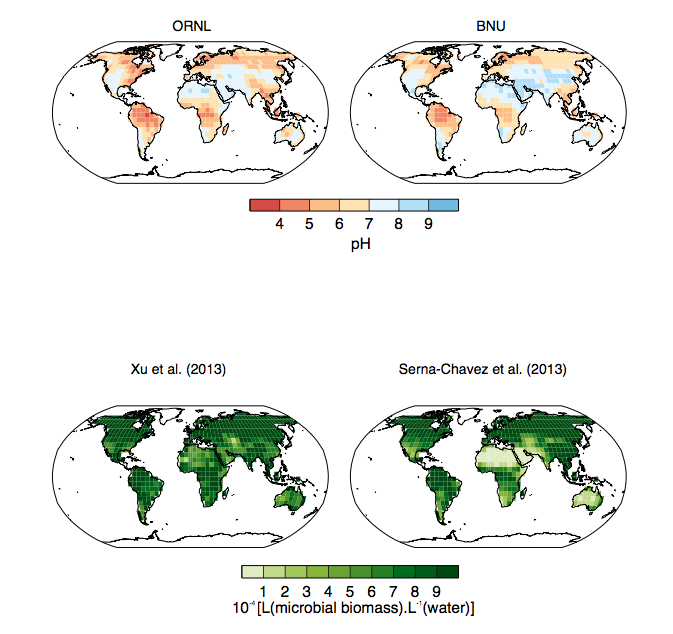 ORNL BNU
4 5 6 7 8 9
pH
Xu et al. (2013) Serna-Chavez et al. (2013)
1 2 3 4 5 6 7 8 9
10⁻⁴[L(microbial biomass).L⁻¹(water)]